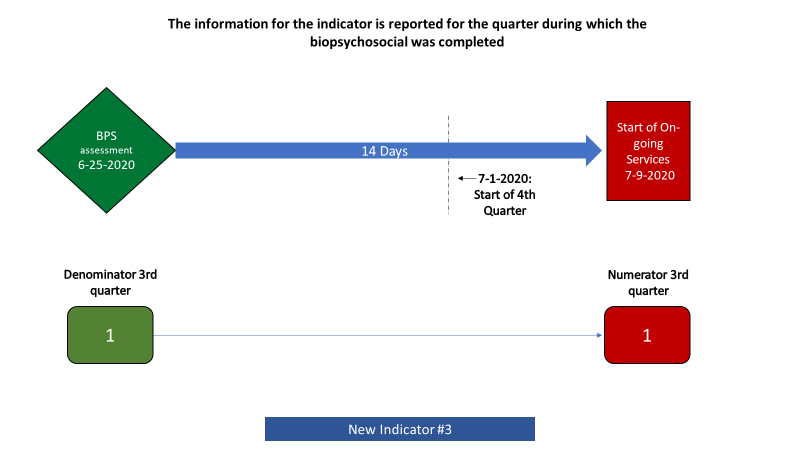 The information for the indicator is reported for the quarter during which the
biopsychosocial was completed
BPS
assessment
6-25-2020
14 Days
Start of On-
going
Services
7-9-2020
7-1-2020:
Start of 4th
Quarter
Denominator 3rd
quarter
Numerator 3rd
quarter
1
1
New Indicator #3